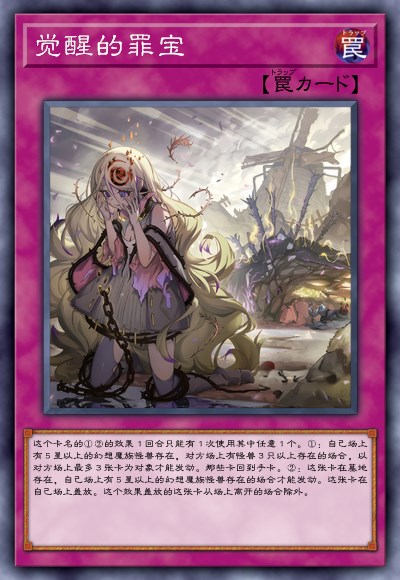 觉醒的罪宝
トラップ
罠
トラップ
【罠カード】
这个卡名的①②的效果1回合只能有1次使用其中任意1个。①：自己场上
有5星以上的幻想魔族怪兽存在，对方场上有怪兽3只以上存在的场合，以
对方场上最多3张卡为对象才能发动。那些卡回到手卡。②：这张卡在墓地
存在，自己场上有5星以上的幻想魔族怪兽存在的场合才能发动。这张卡在
自己场上盖放。这个效果盖放的这张卡从场上离开的场合除外。